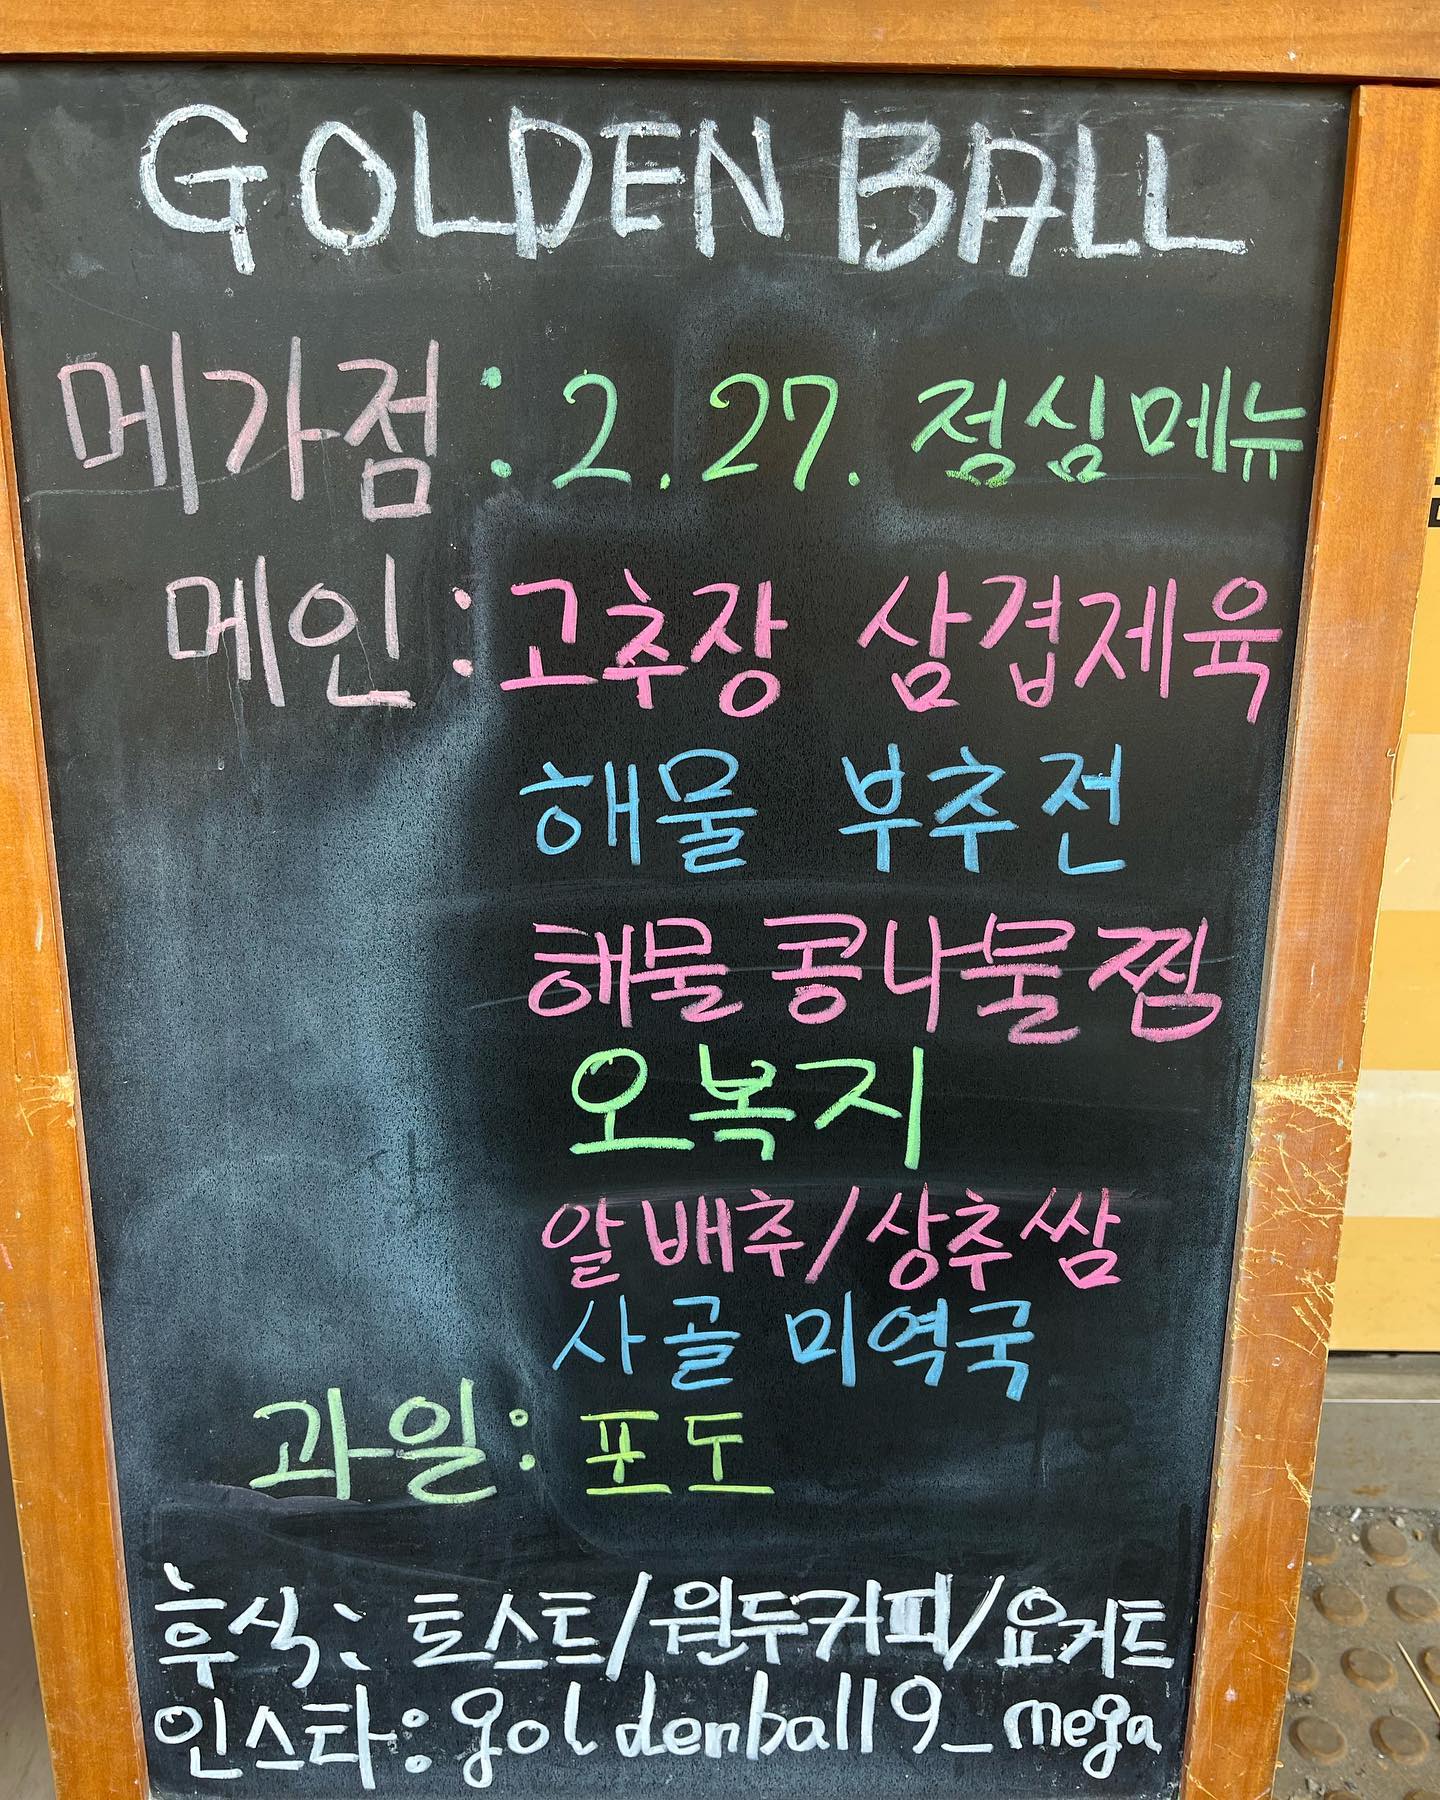 GOLDEN BALL
메가점 : 2.27. 정심메뉴
메인 : 고추장 삼겹제육
해물 부추전
해물 콩나물찜
오복지
알배추/상추쌈
사골 미역국
과일 : 포도
후식 : 토스트/원두커피/요거트
인스타 : goldenball19_mega